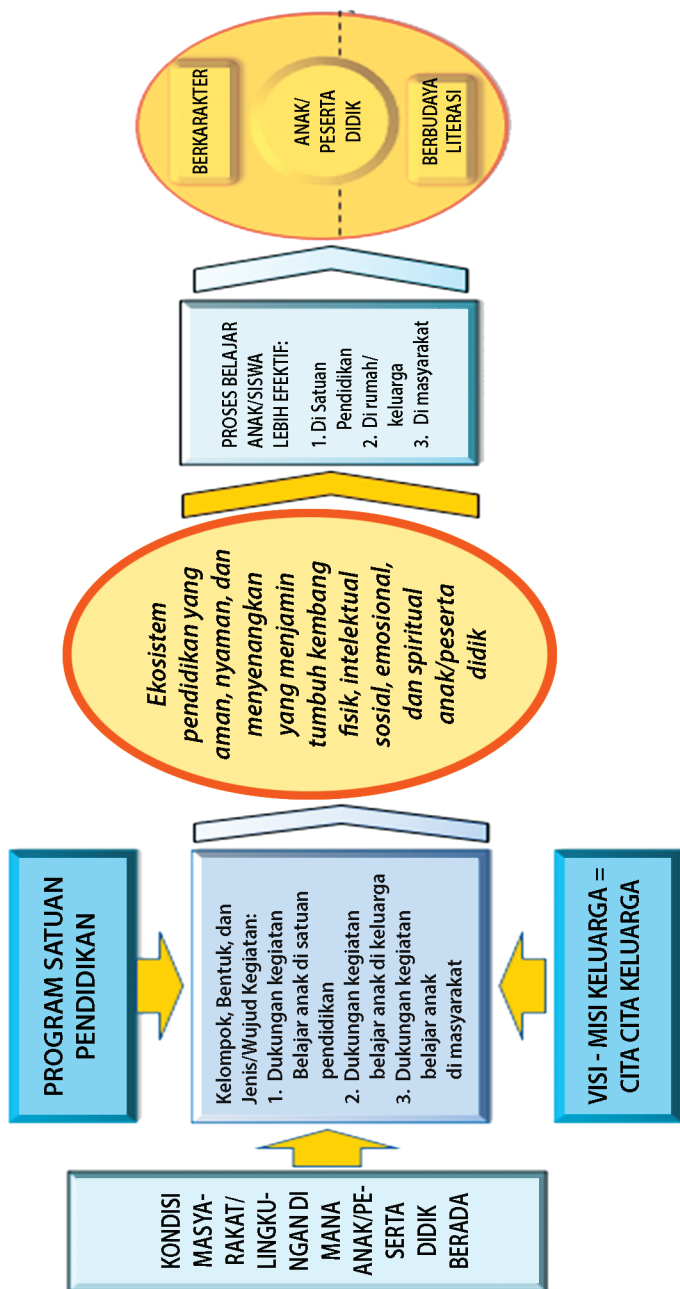 KONDISI
MASYA-
RAKAT/
LINGKU-
NGAN DI
MANA
ANAK/PE-
SERTA
DIDIK
BERADA
PROGRAM SATUAN
PENDIDIKAN
Kelompok, Bentuk, dan
Jenis/Wujud Kegiatan:
1. Dukungan kegiatan
Belajar anak di satuan
pendidikan
2. Dukungan kegiatan
belajar anak di keluarga
3. Dukungan kegiatan
belajar anak
di masyarakat
VISI - MISI KELUARGA =
CITA CITA KELUARGA
Ekosistem
pendidikan yang
aman, nyaman, dan
menyenangkan
yang menjamin
tumbuh kembang
fisik, intelektual
sosial, emosional,
dan spiritual
anak/peserta
didik
PROSES BELAJAR
ANAK/SISWA
LEBIH EFEKTIF:
1. Di Satuan
Pendidikan
2. Di rumah/
keluarga
3. Di masyarakat
BERKARAKTER
ANAK/
PESERTA
DIDIK
BERBUDAYA
LITERASI